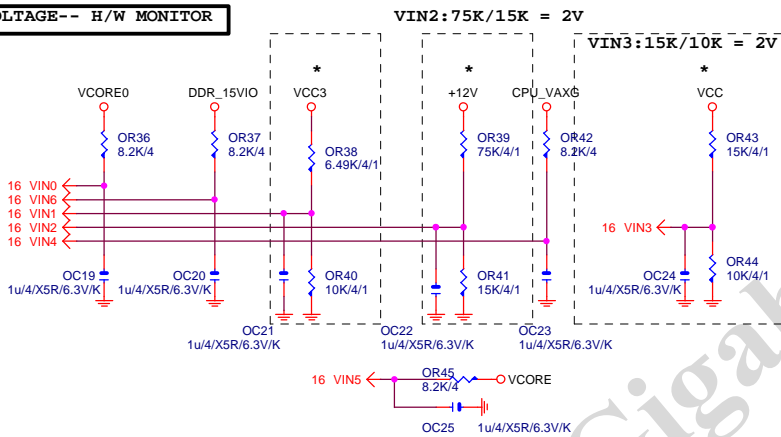 OLTAGE-- H/W MONITOR
VIN2:75K/15K = 2V
VIN3:15K/10K = 2V
*
*
*
VCORE0
DDR_15VIO
VCC3
+12V
CPU_VAXG
VCC
OR36
8.2K/4
OR37
8.2K/4
OR38
6.49K/4/1
OR39
75K/4/1
OR42
8.2K/4
OR43
15K/4/1
16 VIN0
16 VIN6
16 VIN1
16 VIN2
16 VIN4
16 VIN3
OC19
1u/4/X5R/6.3V/K
OC20
1u/4/X5R/6.3V/K
OR40
10K/4/1
OR41
15K/4/1
OC24
1u/4/X5R/6.3V/K
OR44
10K/4/1
OC21
1u/4/X5R/6.3V/K
OC22
1u/4/X5R/6.3V/K
OC23
1u/4/X5R/6.3V/K
16 VIN5
OR45
8.2K/4
VCORE
OC25
1u/4/X5R/6.3V/K
Gigab